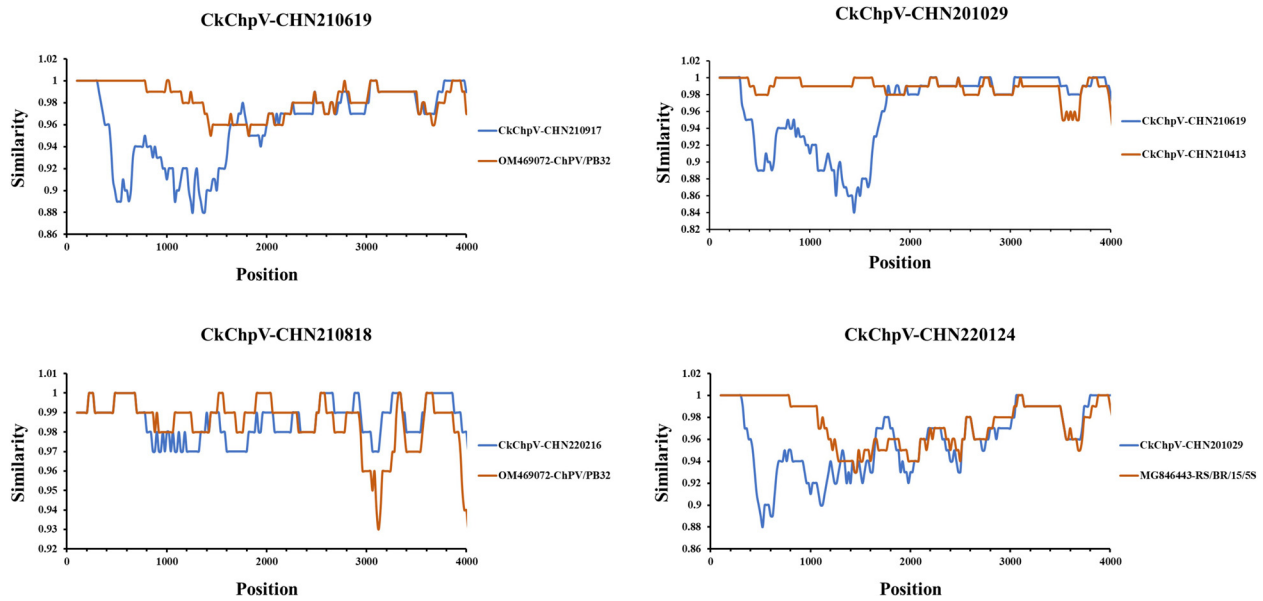 CkChpV-CHN210619
1.02
1
0.98
0.96
0.94
0.92
0.9
0.88
0.86
Similarity
0 1000 2000 3000 4000
Position
CkChpV-CHN210917
OM469072-ChPV/PB32
CkChpV-CHN201029
1.02
1
0.98
0.96
0.94
0.92
0.9
0.88
0.86
0.84
0.82
SImilarity
0 1000 2000 3000 4000
Position
CkChpV-CHN210619
CkChpV-CHN210413
CkChpV-CHN210818
1.01
1
0.99
0.98
0.97
0.96
0.95
0.94
0.93
0.92
Similarity
0 1000 2000 3000 4000
Position
CkChpV-CHN220216
OM469072-ChPV/PB32
CkChpV-CHN220124
1.02
1
0.98
0.96
0.94
0.92
0.9
0.88
0.86
Similarity
0 1000 2000 3000 4000
Position
CkChpV-CHN201029
MG846443-RS/BR/15/5S